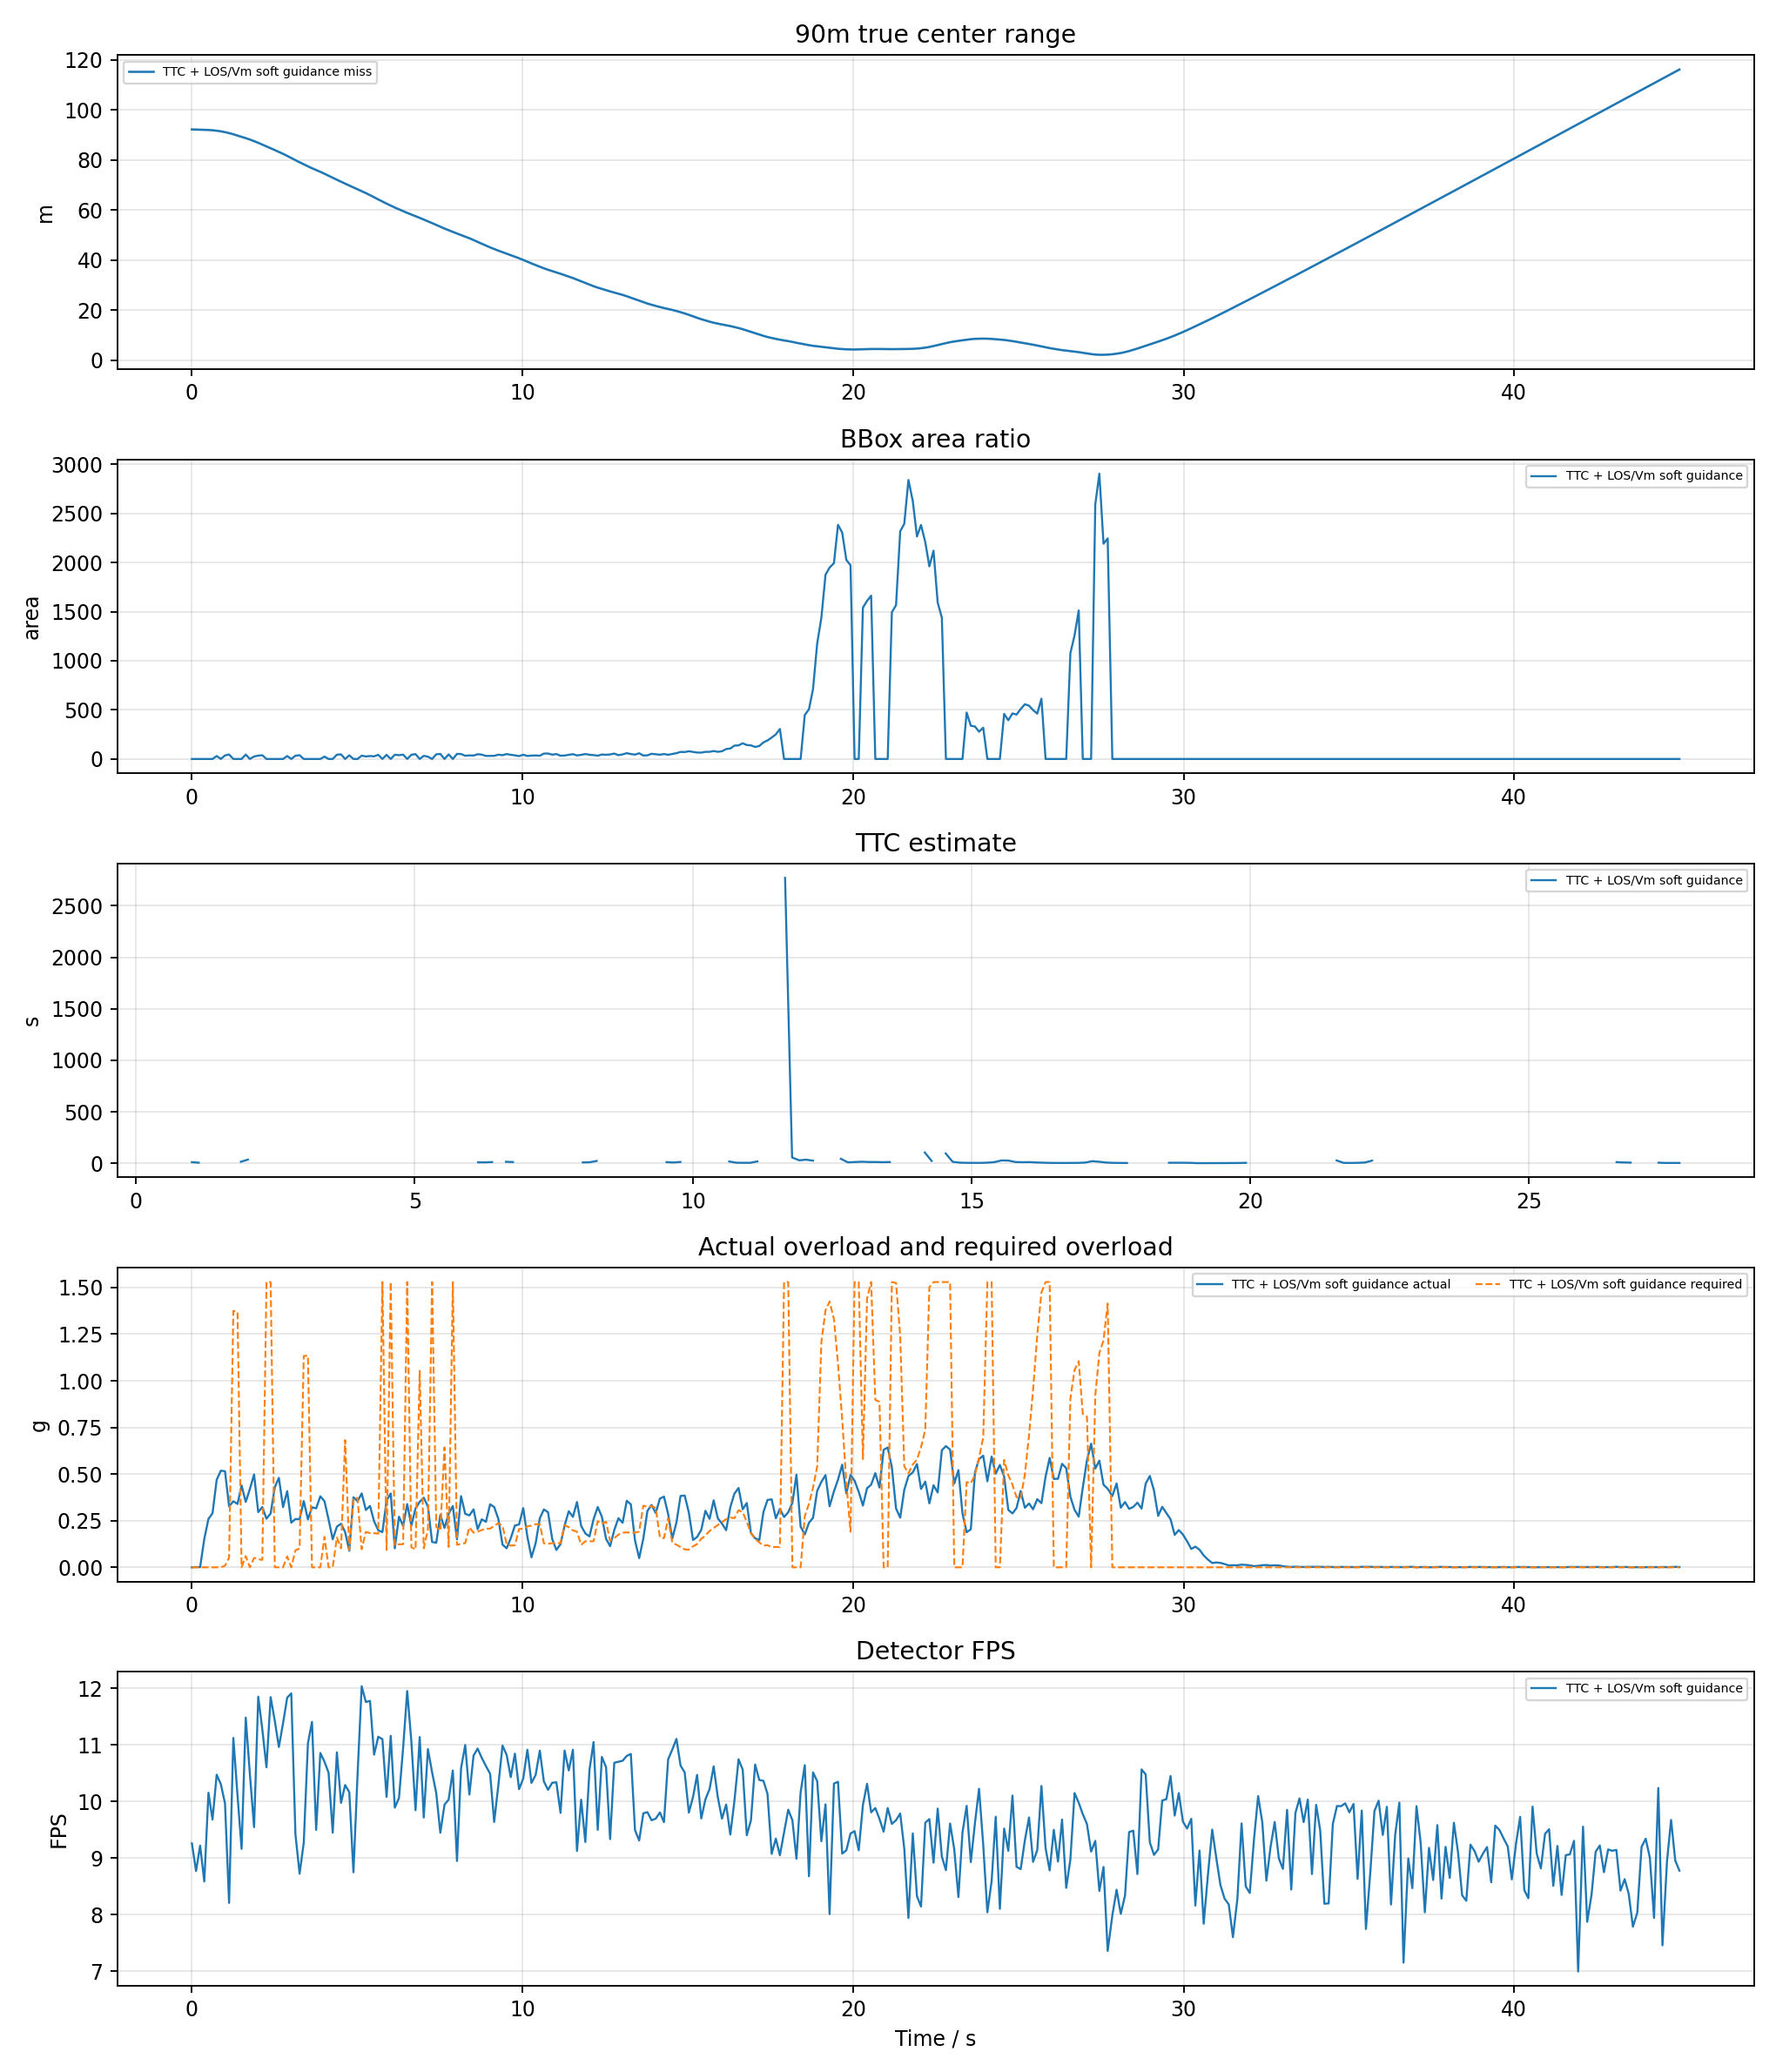 90m true center range
TTC + LOS/Vm soft guidance miss
120
100
80
60
40
20
0
m
0 10 20 30 40
BBox area ratio
TTC + LOS/Vm soft guidance
3000
2500
2000
1500
1000
500
0
area
0 10 20 30 40
TTC estimate
TTC + LOS/Vm soft guidance
2500
2000
1500
1000
500
0
s
0 5 10 15 20 25
Actual overload and required overload
TTC + LOS/Vm soft guidance actual TTC + LOS/Vm soft guidance required
1.50
1.25
1.00
0.75
0.50
0.25
0.00
g
0 10 20 30 40
Detector FPS
TTC + LOS/Vm soft guidance
12
11
10
9
8
7
FPS
0 10 20 30 40
Time / s